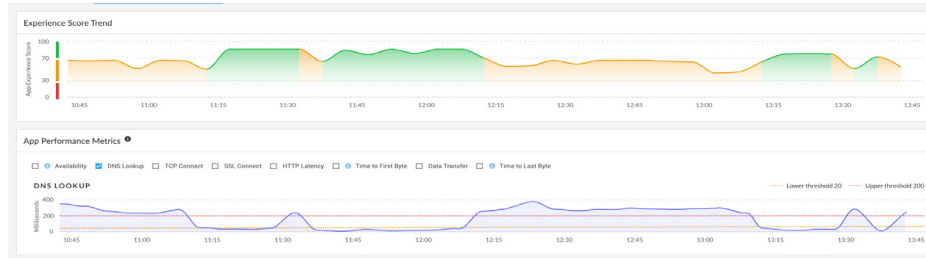 Experience Score Trend
App Experience Score
100
70
30
0
10:45 11:00 11:15 11:30 11:45 12:00 12:15 12:30 12:45 13:00 13:15 13:30 13:45
App Performance Metrics
Availability DNS Lookup TCP Connect SSL Connect HTTP Latency Time to First Byte Data Transfer Time to Last Byte
DNS LOOKUP
Lower threshold 20 Upper threshold 200
Milliseconds
400
200
0
10:45 11:00 11:15 11:30 11:45 12:00 12:15 12:30 12:45 13:00 13:15 13:30 13:45